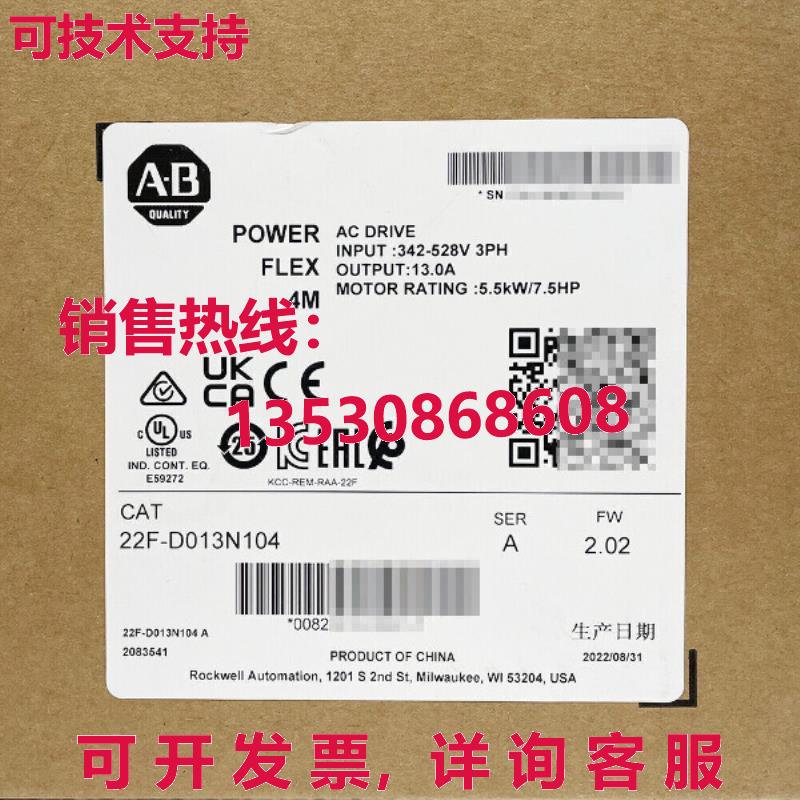 可技术支持
A-B
QUALITY
* SN
POWER
FLEX
4M
AC DRIVE
INPUT :342-528V 3PH
OUTPUT:13.0A
MOTOR RATING :5.5kW/7.5HP
销售热线：
13530868608
UK
CA
CE
C UL US
LISTED
IND. CONT. EQ.
E59272
25
EAC
KCC-REM-RAA-22F
CAT
22F-D013N104
SER
A
FW
2.02
*0082
22F-D013N104 A
2083541
生产日期
2022/08/31
PRODUCT OF CHINA
Rockwell Automation, 1201 S 2nd St, Milwaukee, WI 53204, USA
可开发票, 详询客服